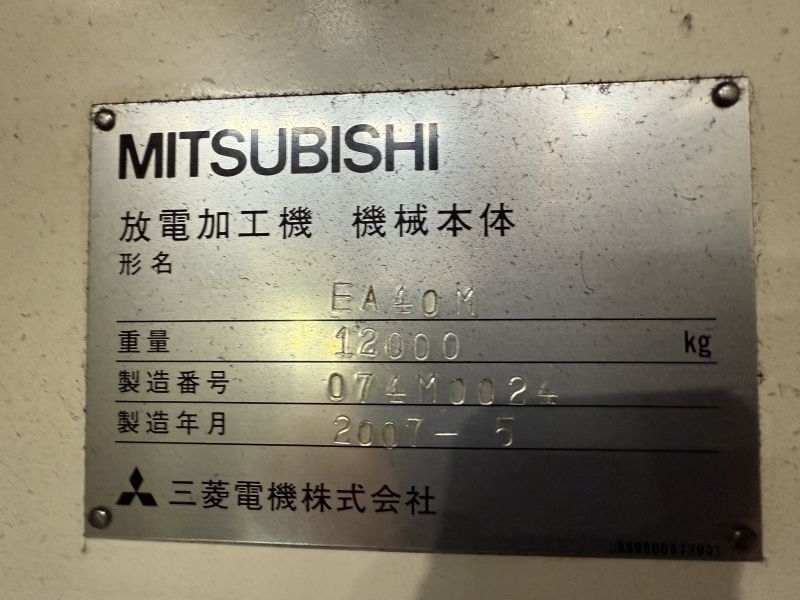 MITSUBISHI
放電加工機 機械本体
形名
EA40M
重量 12000 kg
製造番号 074M0024
製造年月 2007- 5
三菱電機株式会社